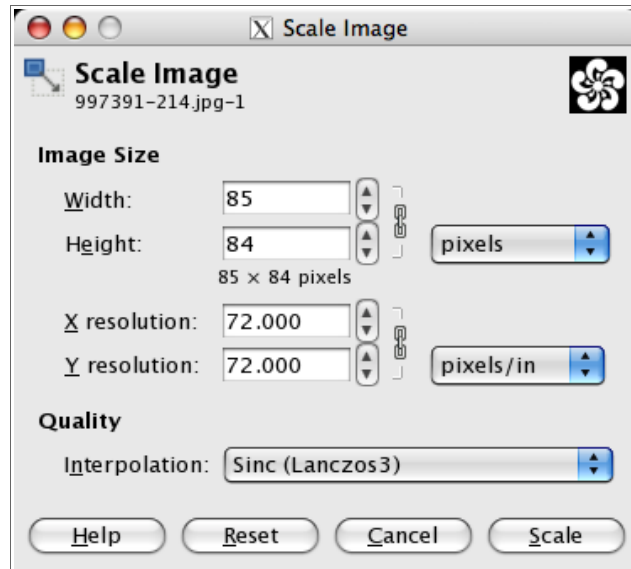 X Scale Image
Scale Image
997391-214.jpg-1
Image Size
Width: 85
Height: 84 pixels
85 × 84 pixels
X resolution: 72.000
Y resolution: 72.000 pixels/in
Quality
Interpolation: Sinc (Lanczos3)
Help Reset Cancel Scale